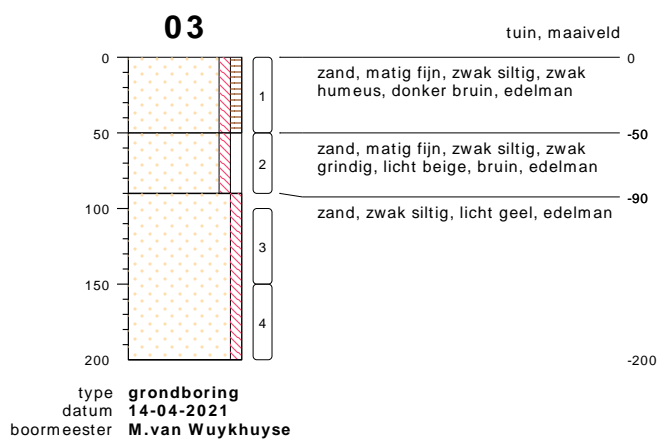 03
tuin, maaiveld
0
0
zand, matig fijn, zwak siltig, zwak
humeus, donker bruin, edelman
1
50
-50
zand, matig fijn, zwak siltig, zwak
grindig, licht beige, bruin, edelman
2
-90
100
zand, zwak siltig, licht geel, edelman
3
150
4
200
-200
type grondboring
datum 14-04-2021
boormeester M.van Wuykhuyse